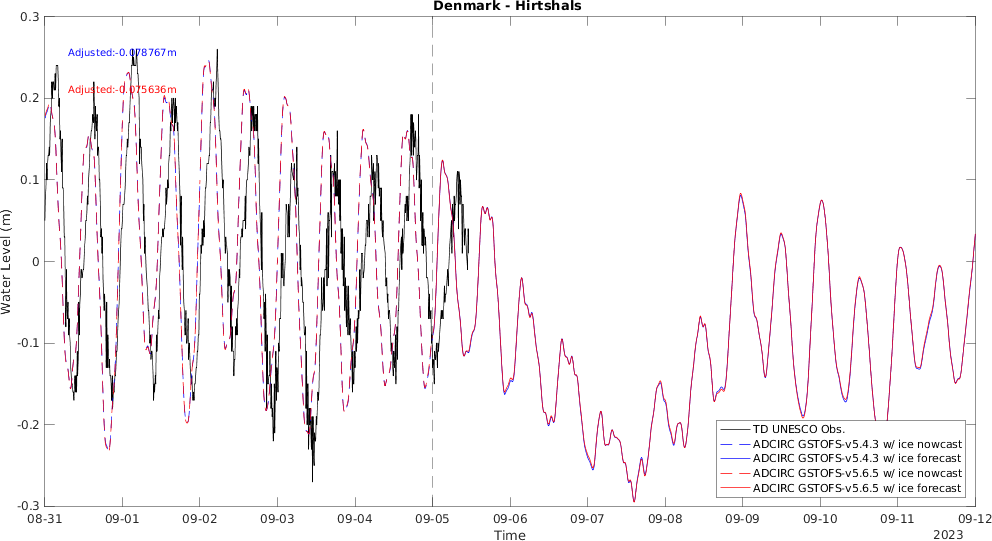 Denmark - Hirtshals
Adjusted:-0.078767m
Adjusted:-0.075636m
Water Level (m)
0.3
0.2
0.1
0
-0.1
-0.2
-0.3
TD UNESCO Obs.
ADCIRC GSTOFS-v5.4.3 w/ ice nowcast
ADCIRC GSTOFS-v5.4.3 w/ ice forecast
ADCIRC GSTOFS-v5.6.5 w/ ice nowcast
ADCIRC GSTOFS-v5.6.5 w/ ice forecast
08-31 09-01 09-02 09-03 09-04 09-05 09-06 09-07 09-08 09-09 09-10 09-11 09-12
Time
2023